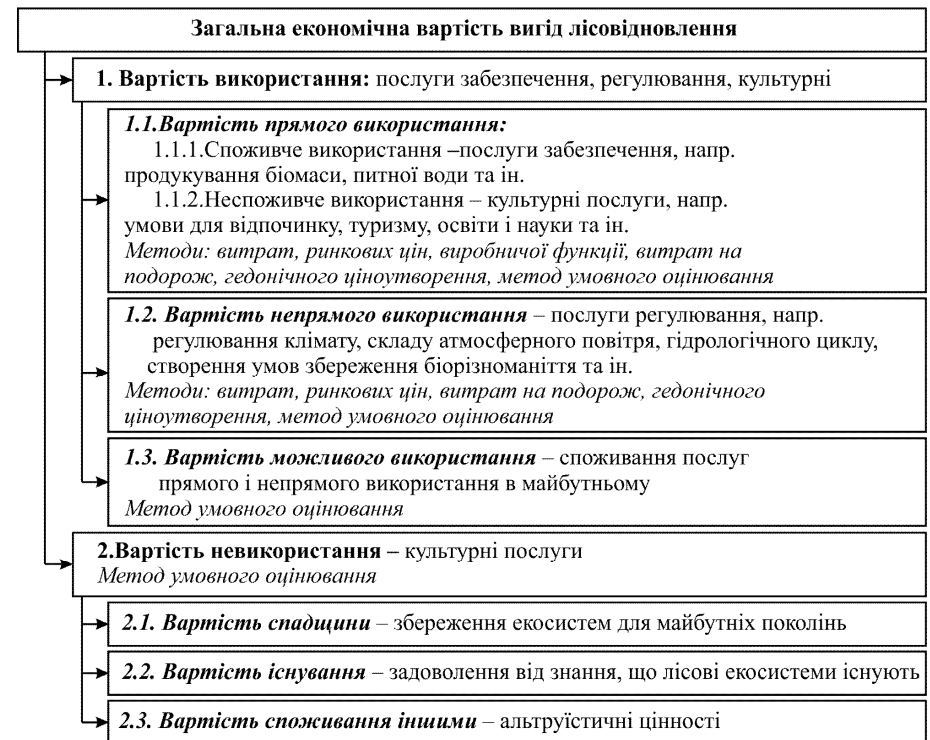 Загальна економічна вартість вигід лісовідновлення
1. Вартість використання: послуги забезпечення, регулювання, культурні
1.1.Вартість прямого використання:
1.1.1.Споживче використання –послуги забезпечення, напр.
продукування біомаси, питної води та ін.
1.1.2.Неспоживче використання – культурні послуги, напр.
умови для відпочинку, туризму, освіти і науки та ін.
Методи: витрат, ринкових цін, виробничої функції, витрат на
подорож, гедонічного ціноутворення, метод умовного оцінювання
1.2. Вартість непрямого використання – послуги регулювання, напр.
регулювання клімату, складу атмосферного повітря, гідрологічного циклу,
створення умов збереження біорізноманіття та ін.
Методи: витрат, ринкових цін, витрат на подорож, гедонічного
ціноутворення, метод умовного оцінювання
1.3. Вартість можливого використання – споживання послуг
прямого і непрямого використання в майбутньому
Метод умовного оцінювання
2.Вартість невикористання – культурні послуги
Метод умовного оцінювання
2.1. Вартість спадщини – збереження екосистем для майбутніх поколінь
2.2. Вартість існування – задоволення від знання, що лісові екосистеми існують
2.3. Вартість споживання іншими – альтруїстичні цінності